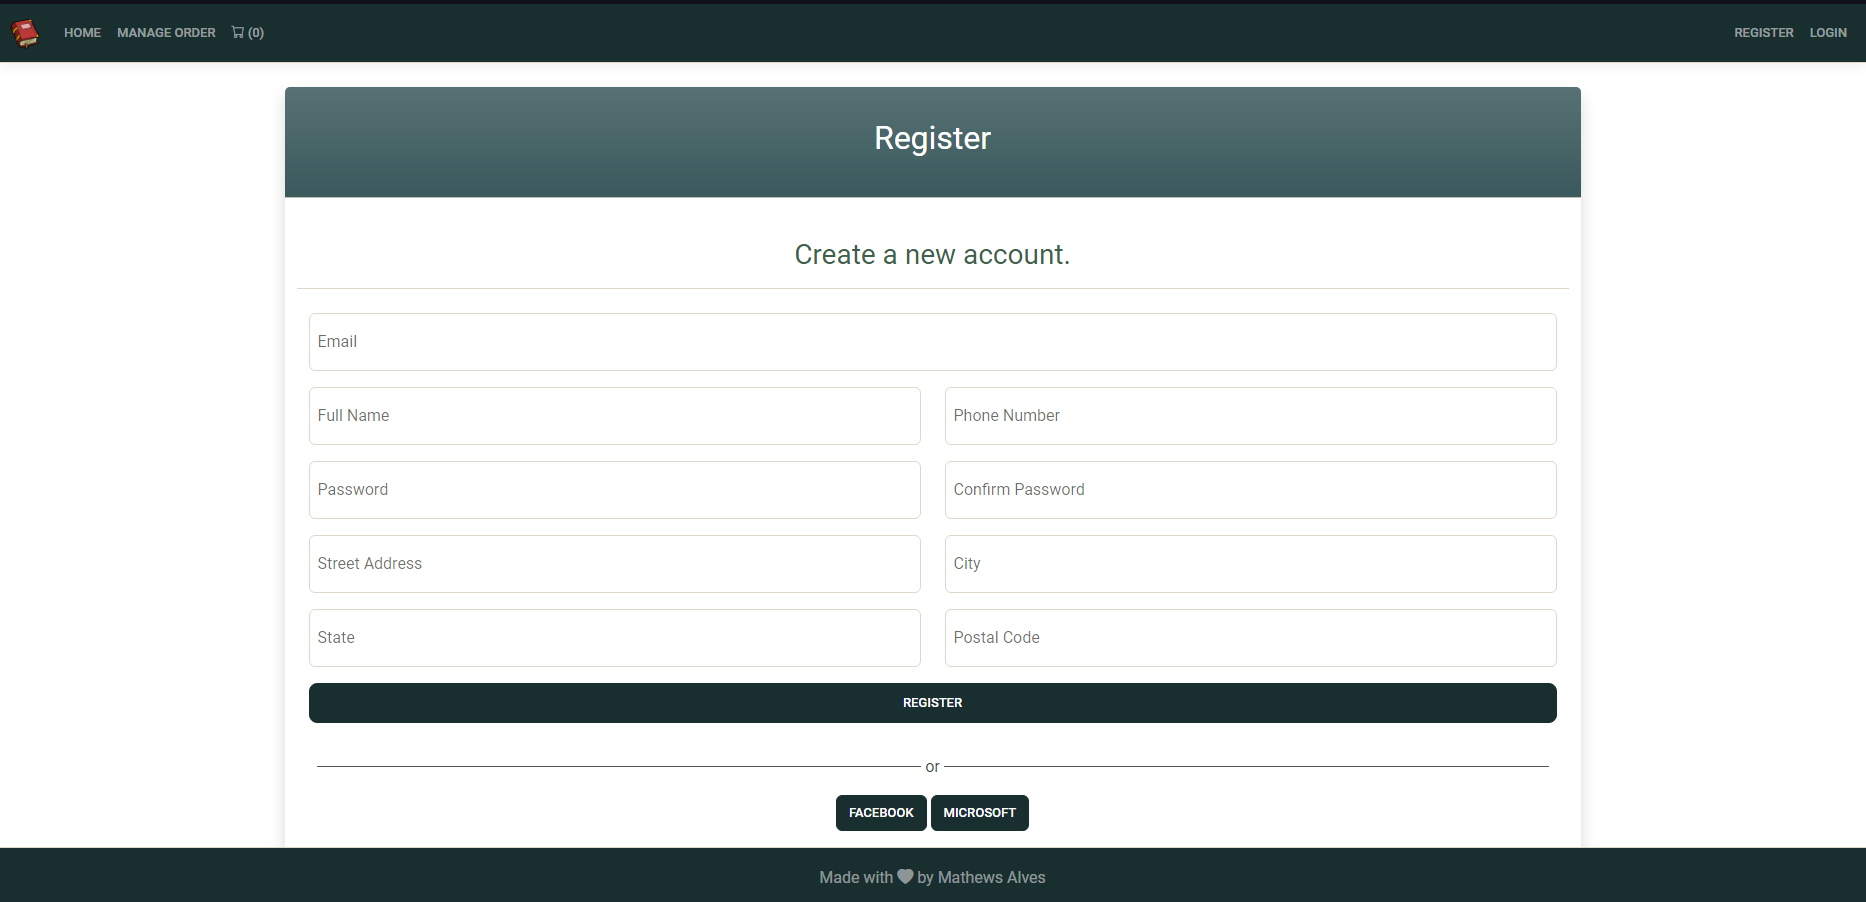 HOME MANAGE ORDER (0) REGISTER LOGIN
Register
Create a new account.
Email
Full Name Phone Number
Password Confirm Password
Street Address City
State Postal Code
REGISTER
or
FACEBOOK MICROSOFT
Made with by Mathews Alves